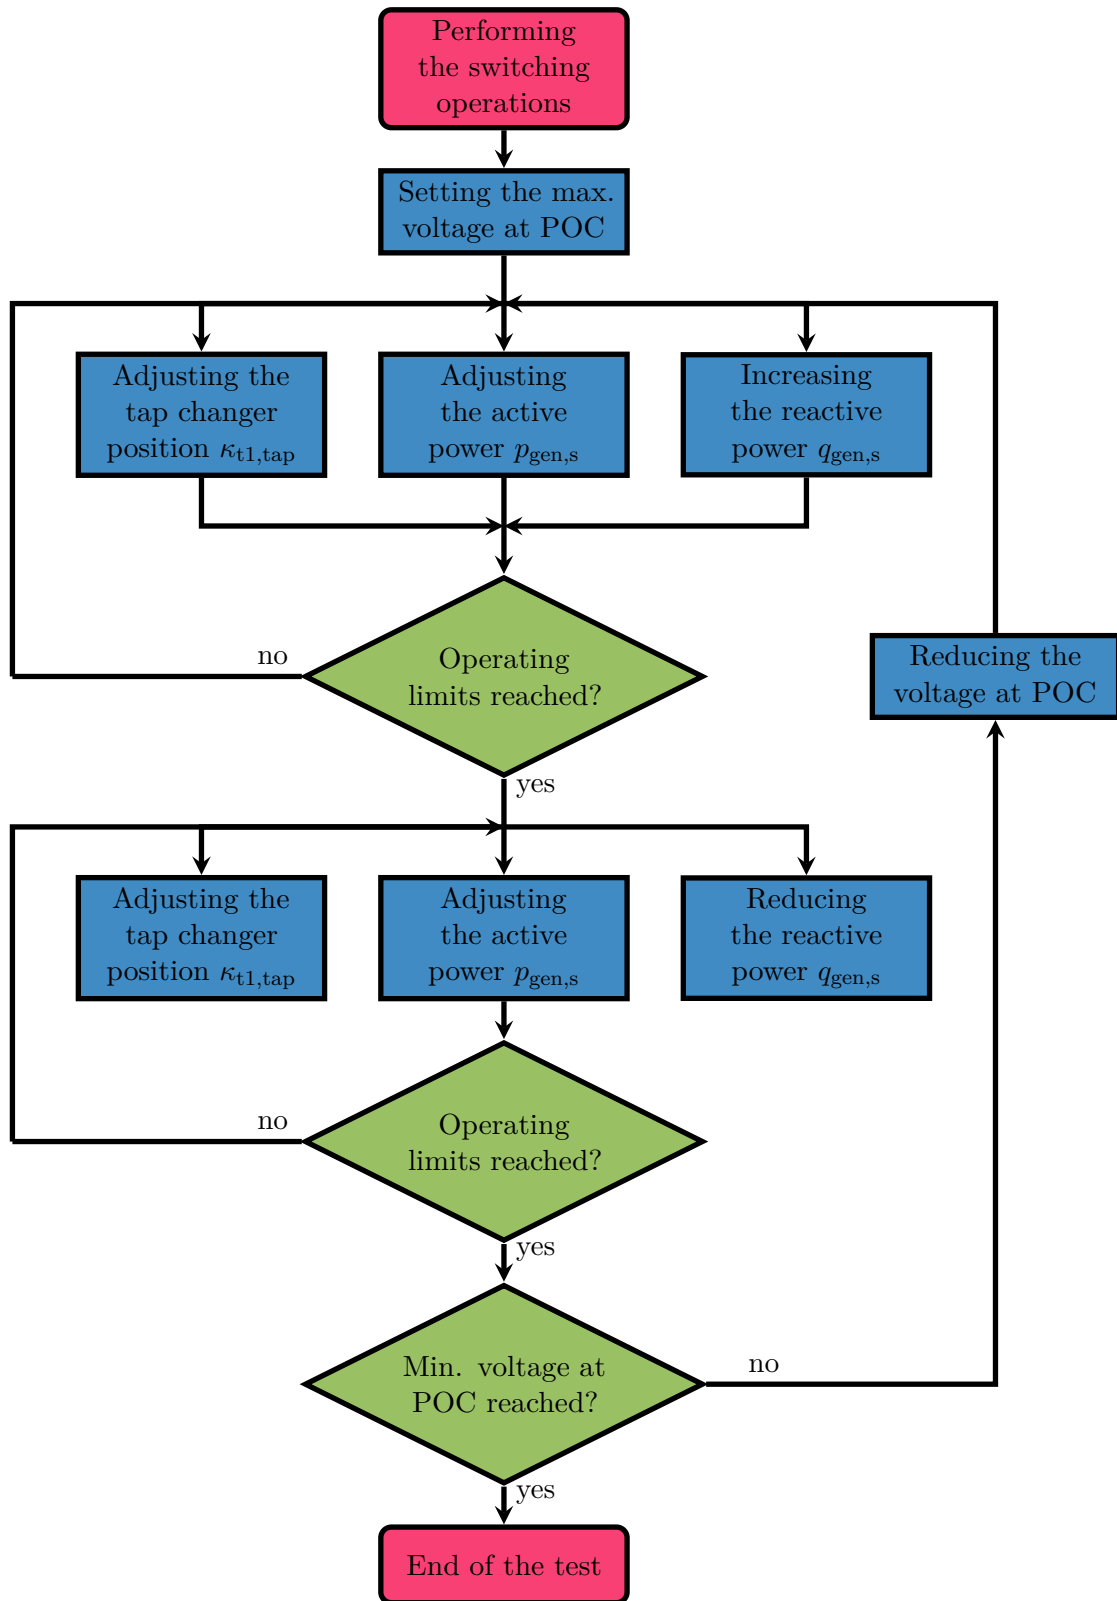 Performing
the switching
operations
Setting the max.
voltage at POC
Adjusting the
tap changer
position κt1,tap
Adjusting
the active
power pgen,s
Increasing
the reactive
power qgen,s
no
Operating
limits reached?
Reducing the
voltage at POC
yes
Adjusting the
tap changer
position κt1,tap
Adjusting
the active
power pgen,s
Reducing
the reactive
power qgen,s
no
Operating
limits reached?
yes
Min. voltage at
POC reached?
no
yes
End of the test